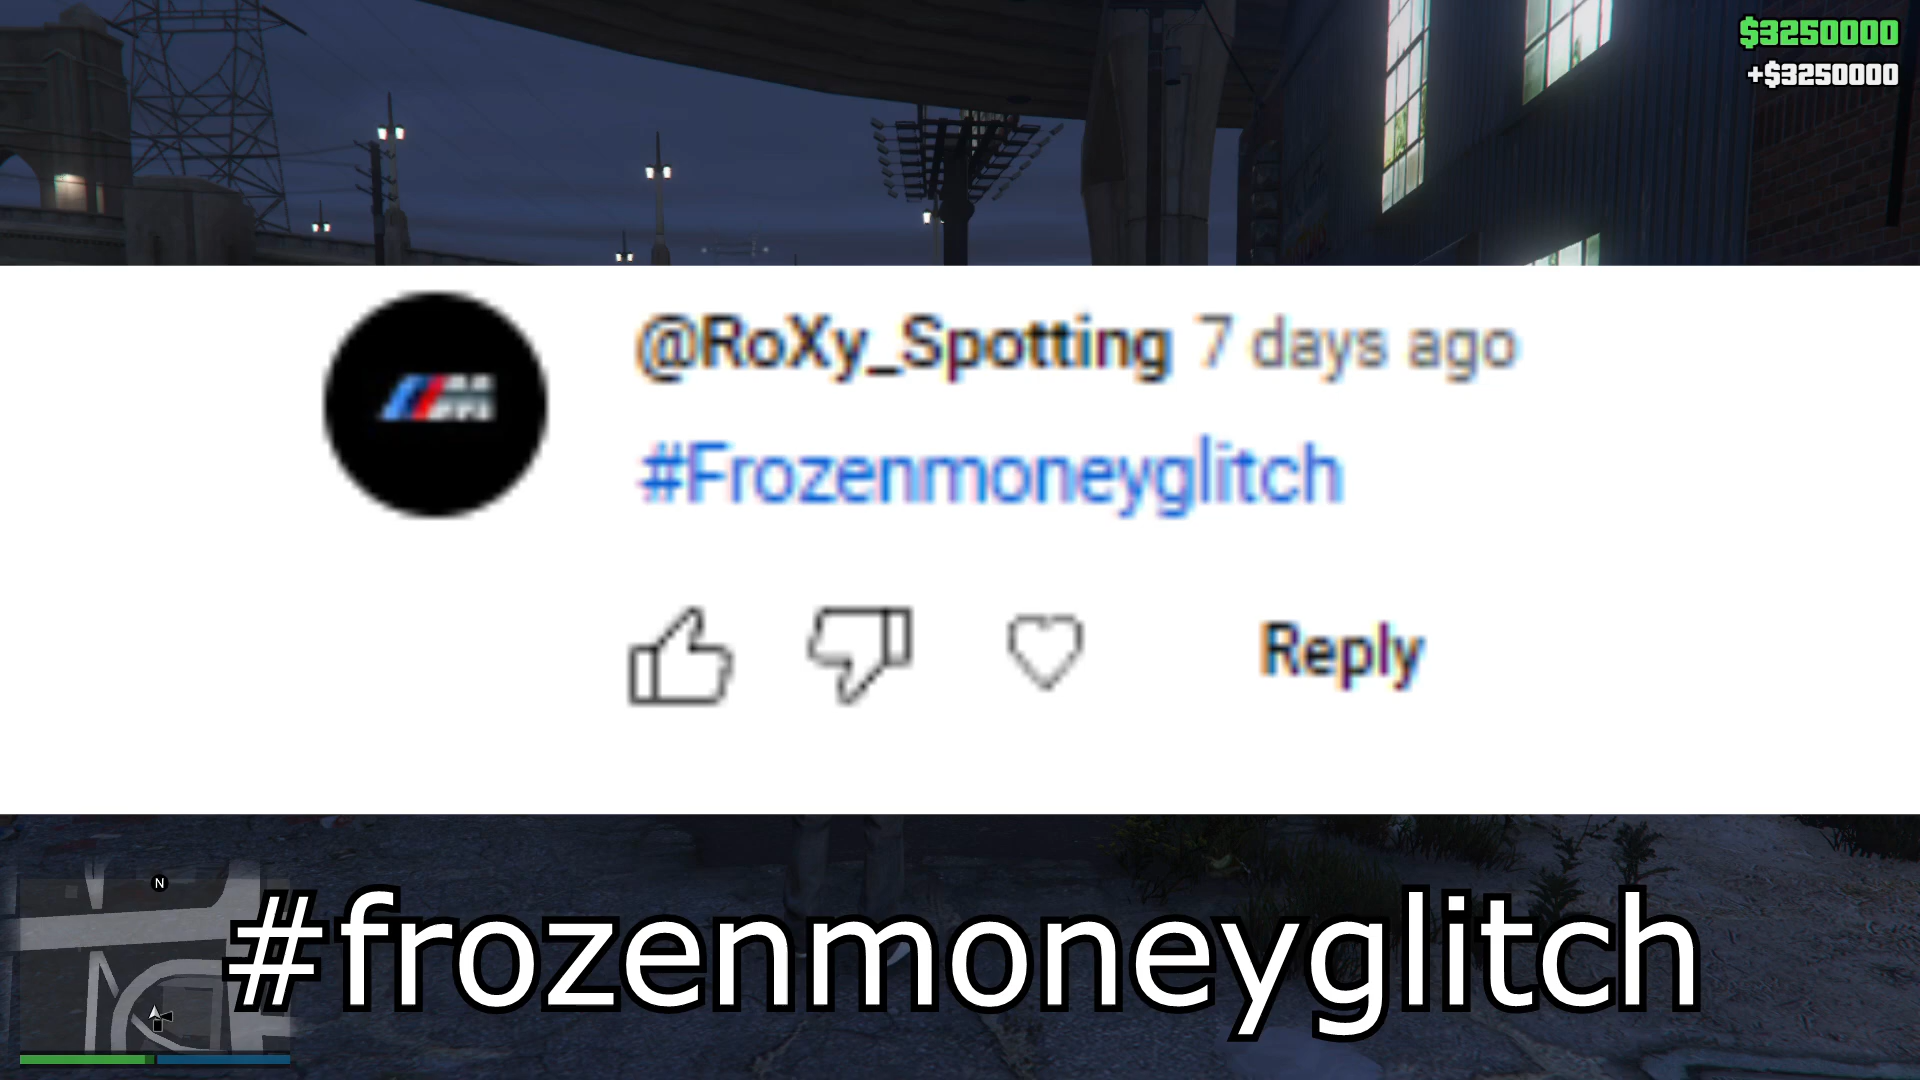 $3250000
+$3250000
@RoXy_Spotting 7 days ago
#Frozenmoneyglitch
Reply
N
#frozenmoneyglitch